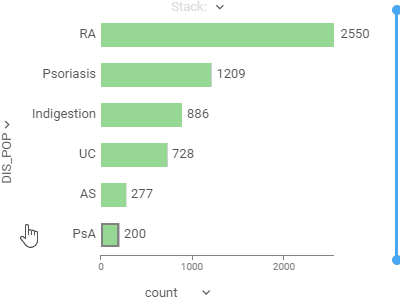 Stack:
RA 2550
Psoriasis 1209
Indigestion 886
UC 728
AS 277
PsA 200
DIS_POP
0 1000 2000
count